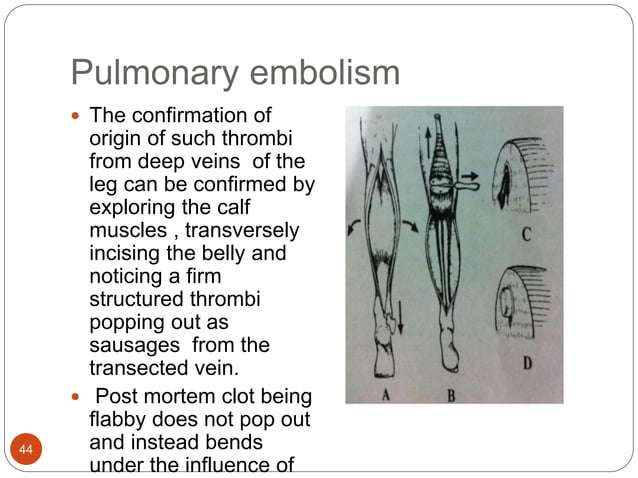 Pulmonary embolism
The confirmation of
origin of such thrombi
from deep veins of the
leg can be confirmed by
exploring the calf
muscles , transversely
incising the belly and
noticing a firm
structured thrombi
popping out as
sausages from the
transected vein.
Post mortem clot being
flabby does not pop out
and instead bends
under the influence of
44
A
B
C
D